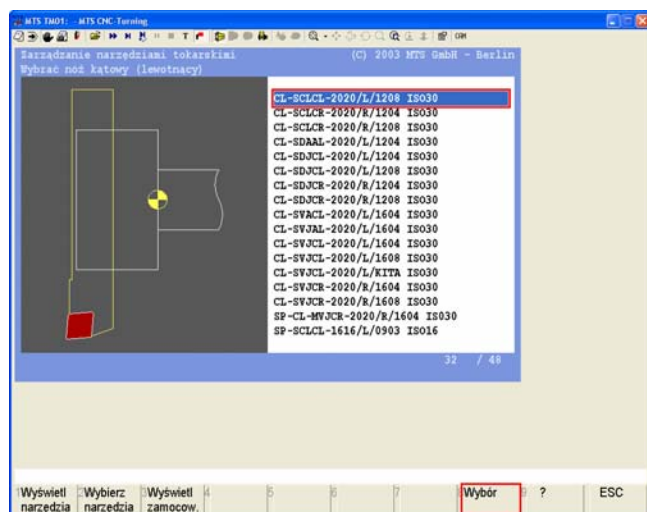 MTS TM01: - MTS CNC-Turning
Zarządzanie narzędziami tokarskimi (C) 2003 MTS GmbH - Berlin
Wybrać nóż kątowy (lewotnący)
CL-SCLCL-2020/L/1208 ISO30
CL-SCLCR-2020/R/1204 ISO30
CL-SCLCR-2020/R/1208 ISO30
CL-SDAAL-2020/L/1204 ISO30
CL-SDJCL-2020/L/1204 ISO30
CL-SDJCL-2020/L/1208 ISO30
CL-SDJCR-2020/R/1204 ISO30
CL-SDJCR-2020/R/1208 ISO30
CL-SVACL-2020/L/1604 ISO30
CL-SVJAL-2020/L/1604 ISO30
CL-SVJCL-2020/L/1604 ISO30
CL-SVJCL-2020/L/1608 ISO30
CL-SVJCL-2020/L/KITA ISO30
CL-SVJCR-2020/R/1604 ISO30
CL-SVJCR-2020/R/1608 ISO30
SP-CL-MVJCR-2020/R/1604 ISO30
SP-SCLCL-1616/L/0903 ISO16
32 / 48
1 Wyświetl narzędzia
2 Wybierz narzędzia
3 Wyświetl zamocow.
4
5
6
7
8 Wybór
9 ?
ESC